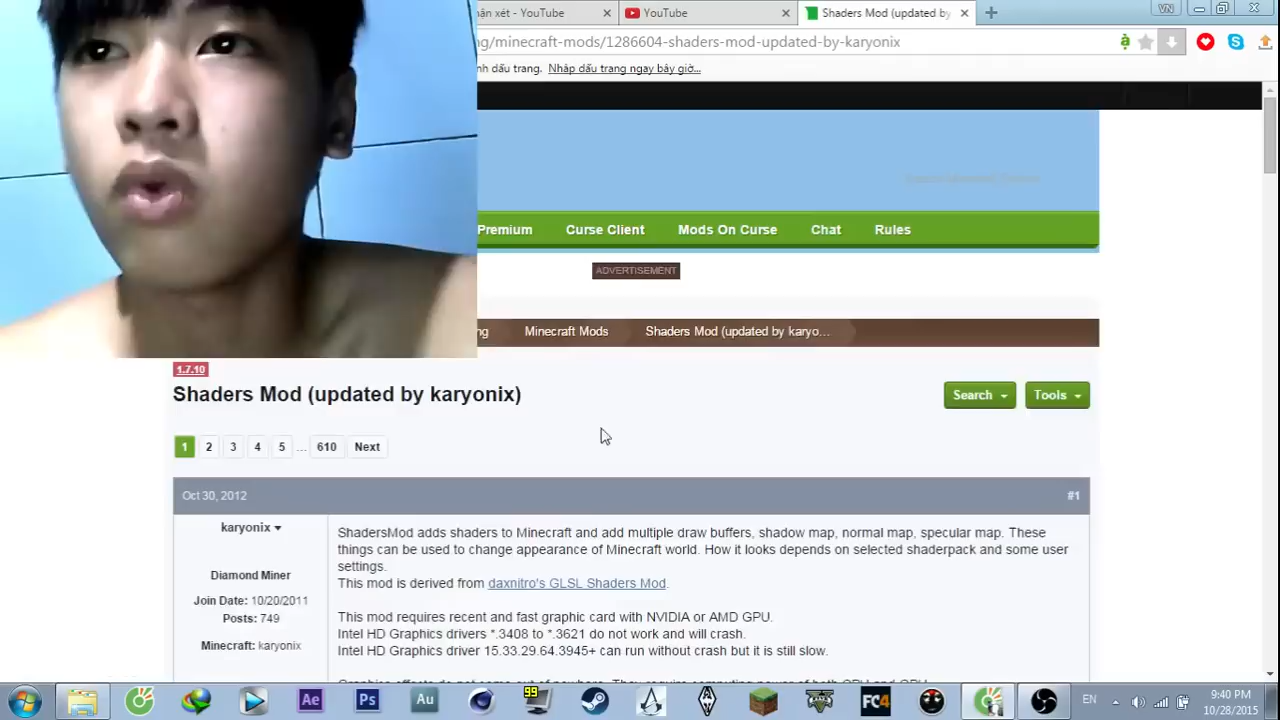 hận xét - YouTube
YouTube
Shaders Mod (updated by
VN
ng/minecraft-mods/1286604-shaders-mod-updated-by-karyonix
nh dấu trang. Nhập dấu trang ngay bây giờ...
Premium
Curse Client
Mods On Curse
Chat
Rules
ADVERTISEMENT
ng
Minecraft Mods
Shaders Mod (updated by karyo...
1.7.10
Shaders Mod (updated by karyonix)
Search
Tools
1 2 3 4 5 ... 610 Next
Oct 30, 2012
#1
karyonix
Diamond Miner
Join Date: 10/20/2011
Posts: 749
Minecraft: karyonix
ShadersMod adds shaders to Minecraft and add multiple draw buffers, shadow map, normal map, specular map. These
things can be used to change appearance of Minecraft world. How it looks depends on selected shaderpack and some user
settings.
This mod is derived from daxnitro's GLSL Shaders Mod.
This mod requires recent and fast graphic card with NVIDIA or AMD GPU.
Intel HD Graphics drivers *.3408 to *.3621 do not work and will crash.
Intel HD Graphics driver 15.33.29.64.3945+ can run without crash but it is still slow.
Ae
Ps
Au
99
FC4
EN
9:40 PM
10/28/2015